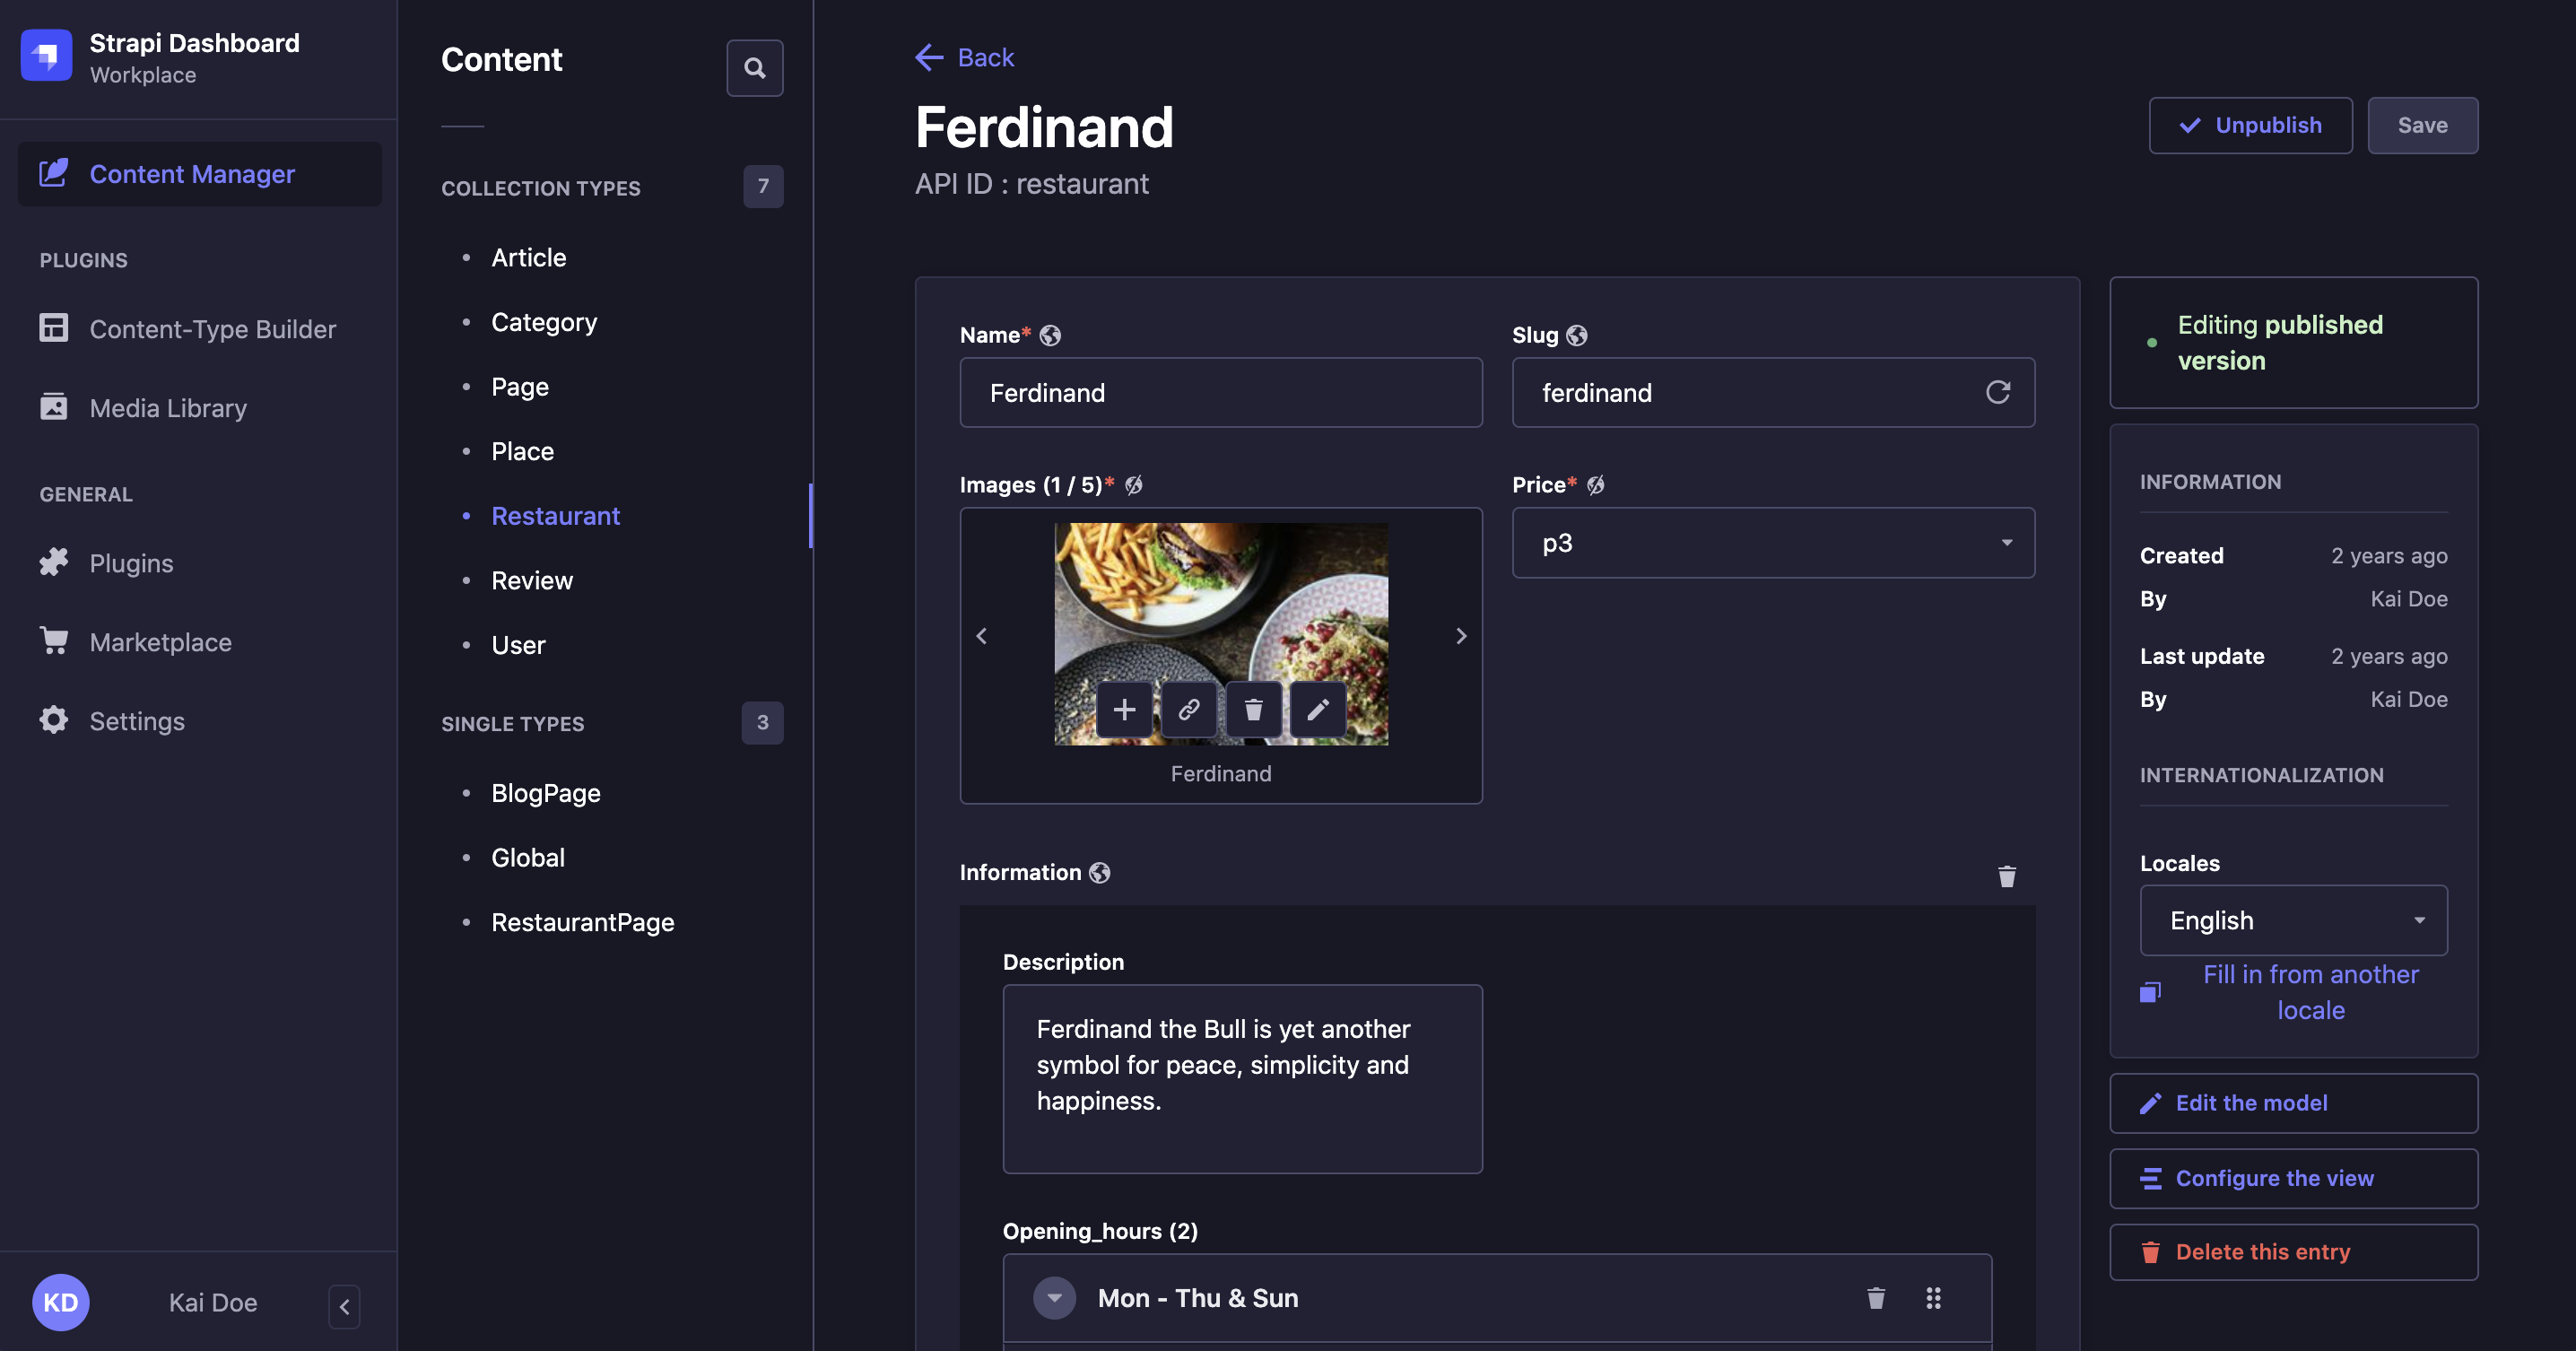 Strapi Dashboard
Workplace
Content Manager
PLUGINS
Content-Type Builder
Media Library
GENERAL
Plugins
Marketplace
Settings
KD
Kai Doe
Content
COLLECTION TYPES
7
Article
Category
Page
Place
Restaurant
Review
User
SINGLE TYPES
3
BlogPage
Global
RestaurantPage
Back
Ferdinand
API ID : restaurant
Unpublish
Save
Name*
Ferdinand
Slug
ferdinand
Images (1 / 5)*
Ferdinand
Price*
p3
Information
Description
Ferdinand the Bull is yet another
symbol for peace, simplicity and
happiness.
Opening_hours (2)
Mon - Thu & Sun
Editing published
version
INFORMATION
Created 2 years ago
By Kai Doe
Last update 2 years ago
By Kai Doe
INTERNATIONALIZATION
Locales
English
Fill in from another
locale
Edit the model
Configure the view
Delete this entry